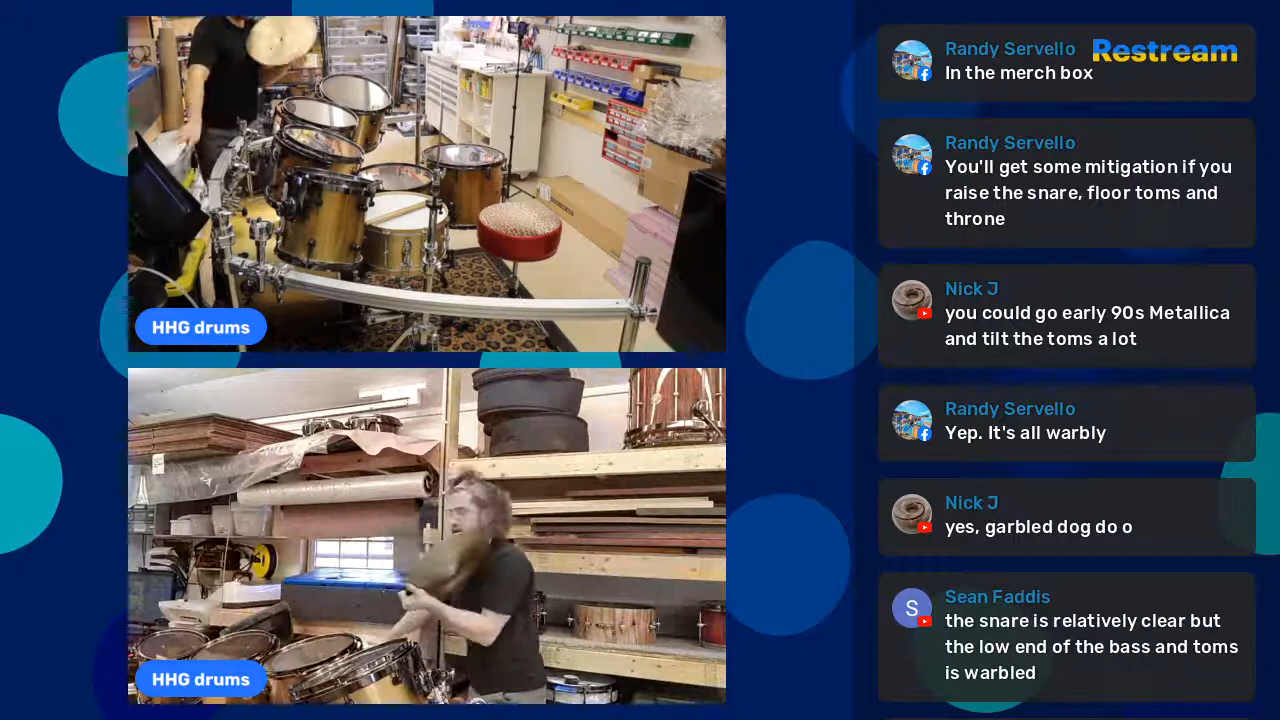 Randy Servello
Restream
In the merch box
Randy Servello
You'll get some mitigation if you
raise the snare, floor toms and
throne
Nick J
you could go early 90s Metallica
and tilt the toms a lot
Randy Servello
Yep. It's all warbly
Nick J
yes, garbled dog do o
S
Sean Faddis
the snare is relatively clear but
the low end of the bass and toms
is warbled
HHG drums
HHG drums